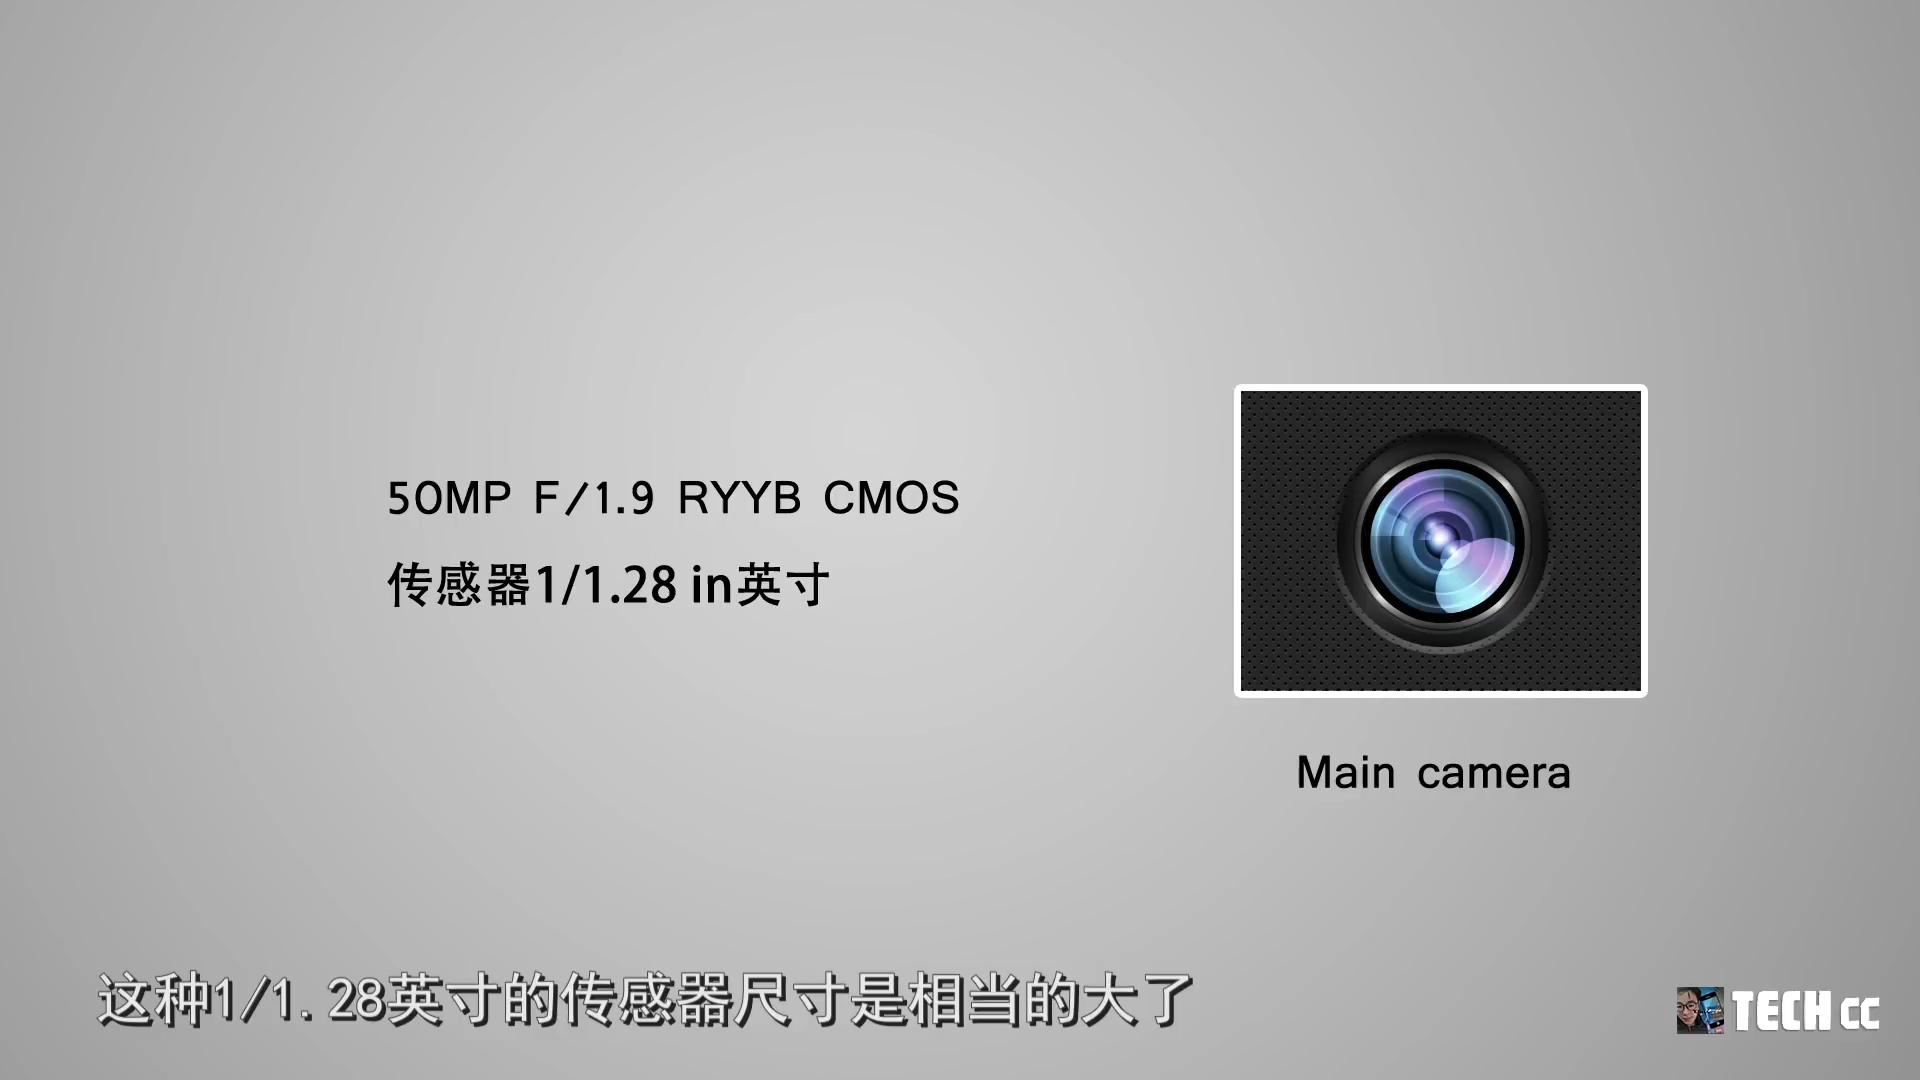 50MP F/1.9 RYYB CMOS
传感器1/1.28 in英寸
Main camera
这种1/1.28英寸的传感器尺寸是相当的大了
TECH CC